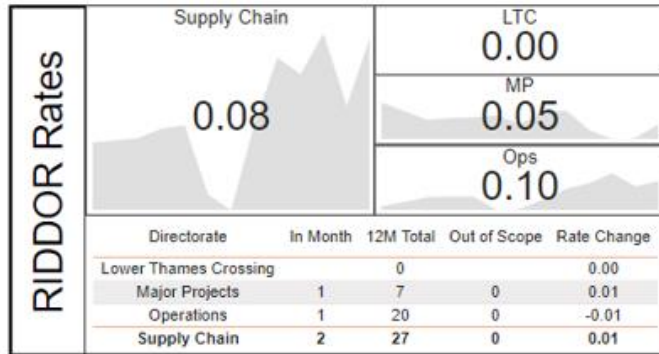 RIDDOR Rates
Supply Chain
0.08
LTC
0.00
MP
0.05
Ops
0.10
Directorate In Month 12M Total Out of Scope Rate Change
Lower Thames Crossing 0 0.00
Major Projects 1 7 0 0.01
Operations 1 20 0 -0.01
Supply Chain 2 27 0 0.01